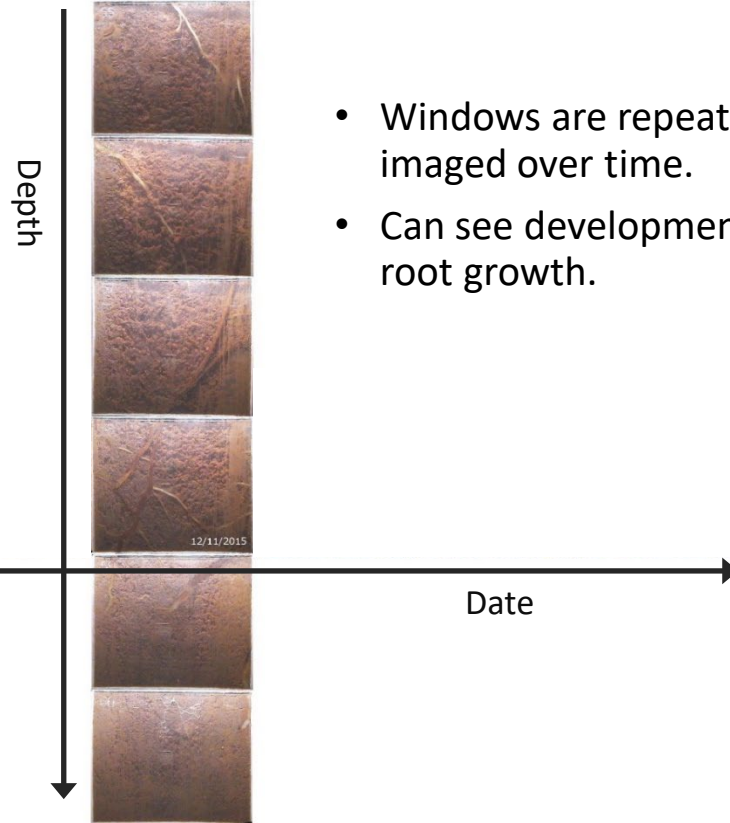 Depth
• Windows are repeat
imaged over time.
• Can see developmen
root growth.
12/11/2015
Date